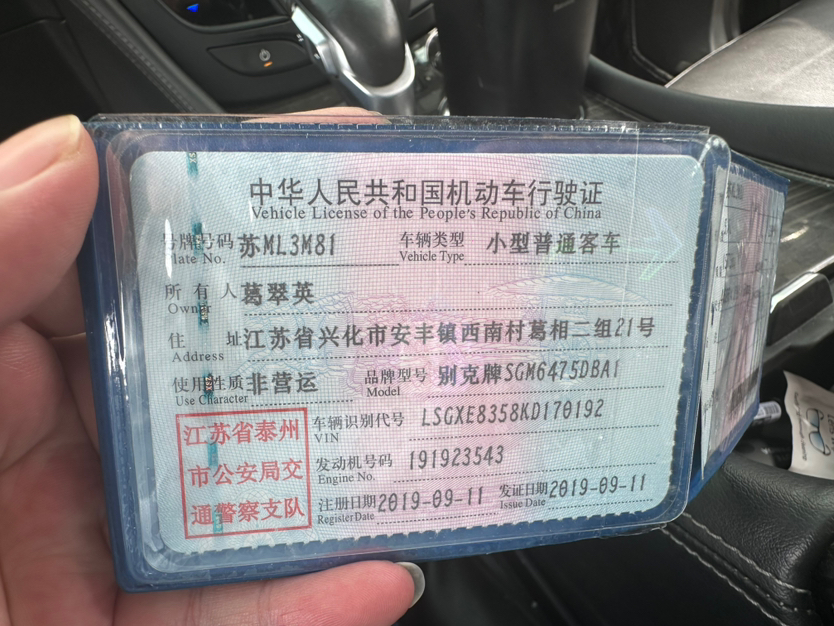 中华人民共和国机动车行驶证
Vehicle License of the People's Republic of China
号牌号码 苏ML3M81 车辆类型 小型普通客车
Plate No. Vehicle Type
所有人 葛翠英
Owner
住址 江苏省兴化市安丰镇西南村葛相二组21号
Address
使用性质 非营运 品牌型号 别克牌SGM6475DBA1
Use Character Model
江苏省泰州
市公安局交
通警察支队
车辆识别代号 LSGXE8358KD170192
VIN
发动机号码 191923543
Engine No.
注册日期 2019-09-11 发证日期 2019-09-11
Register Date Issue Date